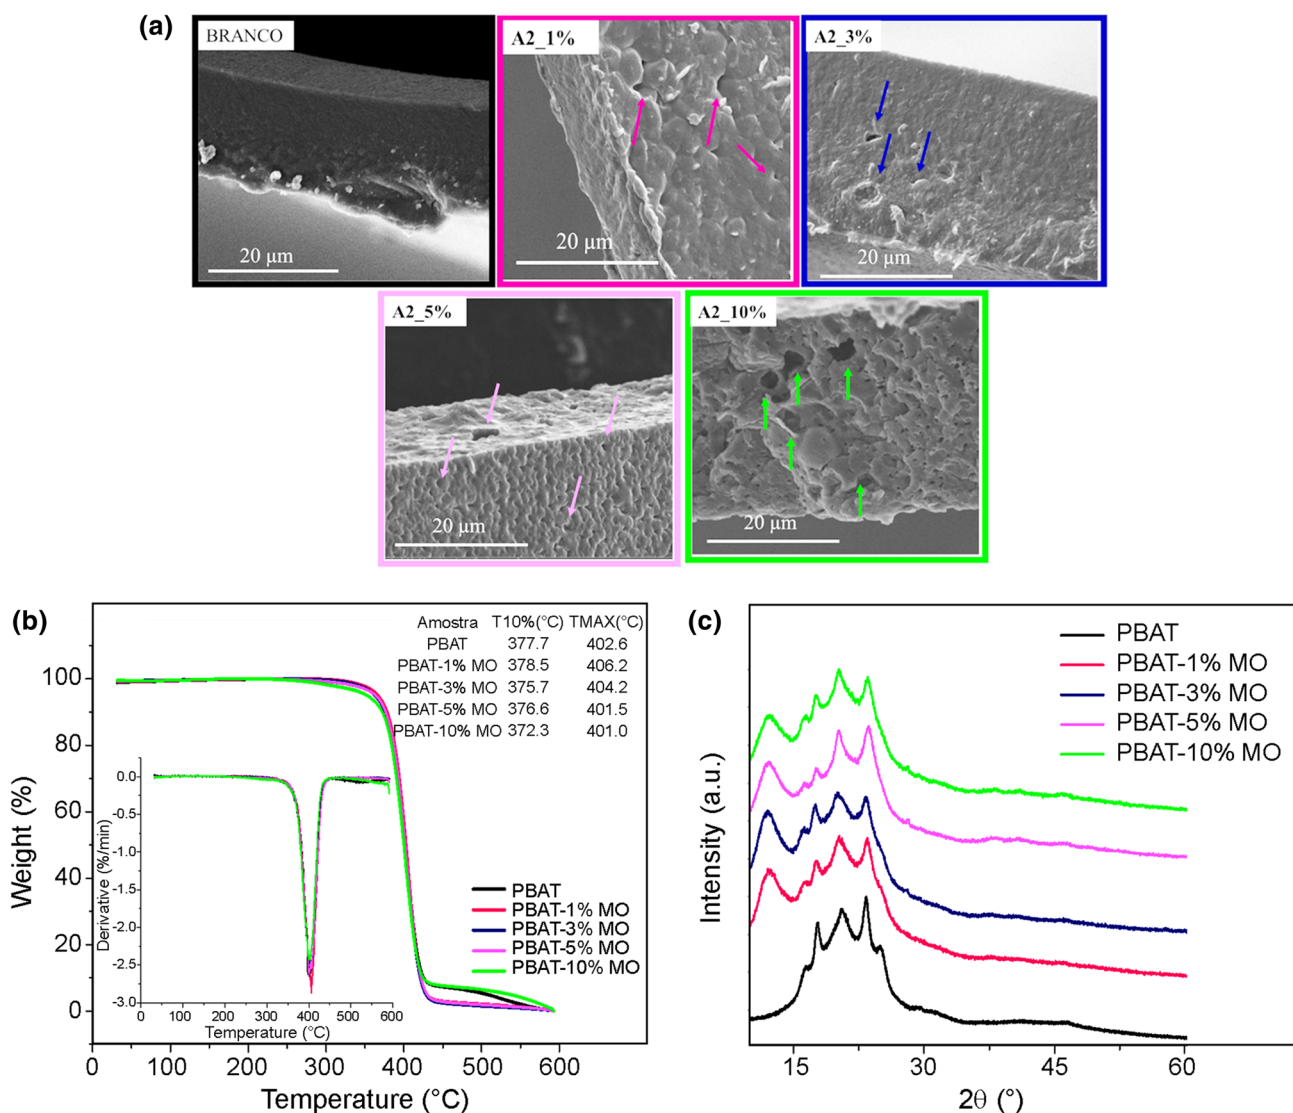 (a)
BRANCO
A2_1%
A2_3%
20 μm
20 μm
20 μm
A2_5%
A2_10%
20 μm
20 μm
(b)
Amostra T10%(°C) TMAX(°C)
PBAT 377.7 402.6
PBAT-1% MO 378.5 406.2
PBAT-3% MO 375.7 404.2
PBAT-5% MO 376.6 401.5
PBAT-10% MO 372.3 401.0
Weight (%)
100
80
60
40
20
0
0 100 200 300 400 500 600
Temperature (°C)
Derivative (%/min)
0.0
-0.5
-1.0
-1.5
-2.0
-2.5
-3.0
0 100 200 300 400 500 600
Temperature (°C)
PBAT
PBAT-1% MO
PBAT-3% MO
PBAT-5% MO
PBAT-10% MO
(c)
PBAT
PBAT-1% MO
PBAT-3% MO
PBAT-5% MO
PBAT-10% MO
Intensity (a.u.)
15 30 45 60
2θ (°)